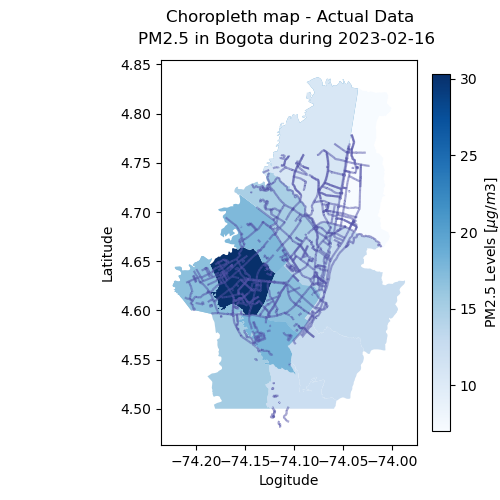 Choropleth map - Actual Data
PM2.5 in Bogota during 2023-02-16
4.85
4.80
4.75
4.70
4.65
4.60
4.55
4.50
Latitude
−74.20 −74.15 −74.10 −74.05 −74.00
Logitude
30
25
20
15
10
PM2.5 Levels [μg/m3]